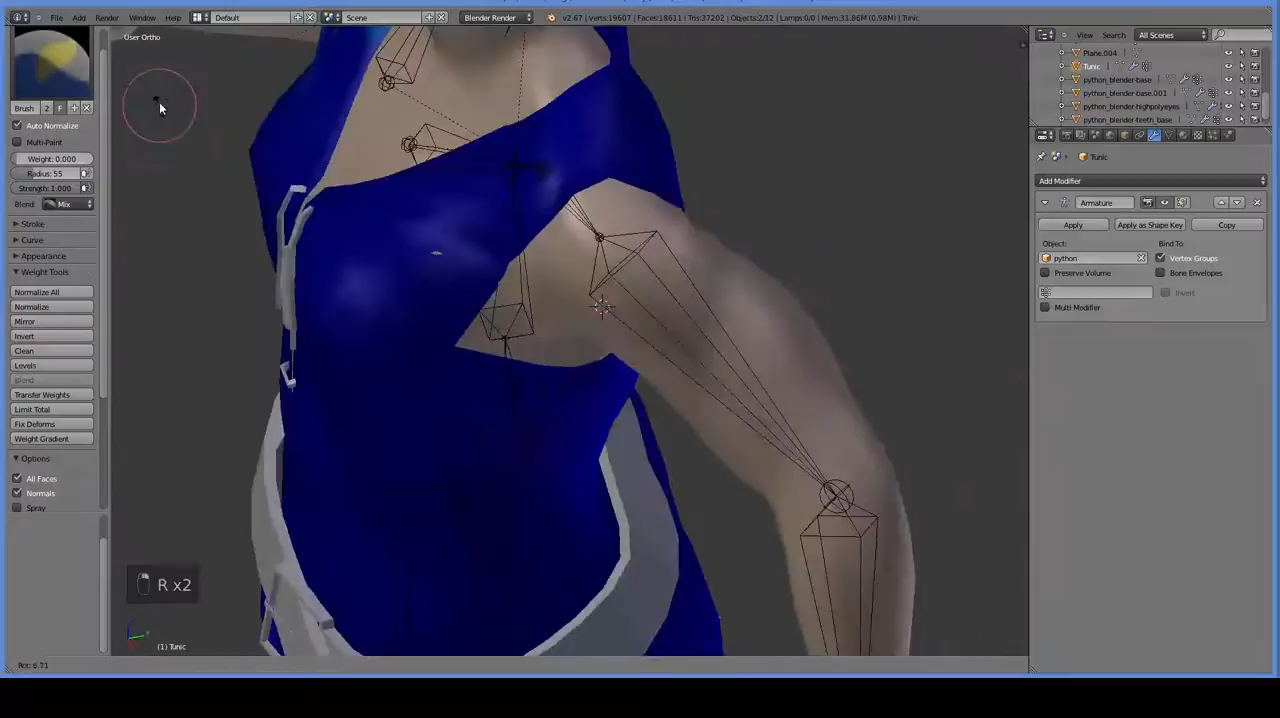 File Add Render Window Help Default Scene Blender Render v2.67 | Verts:19607 | Faces:18611 | Tris:37202 | Objects:2/12 | Lamps:0/0 | Mem:31.86M (0.98M) | Tunic
User Ortho
Brush 2 F
Auto Normalize
Multi-Paint
Weight: 0.000
Radius: 55
Strength: 1.000
Blend: Mix
Stroke
Curve
Appearance
Weight Tools
Normalize All
Normalize
Mirror
Invert
Clean
Levels
Blend
Transfer Weights
Limit Total
Fix Deforms
Weight Gradient
Options
All Faces
Normals
Spray
R x2
(1) Tunic
Rot: 6.71
View Search All Scenes
Plane.004
Tunic
python_blender-base
python_blender-base.001
python_blender-highpolyeyes
python_blender-teeth_base
Tunic
Add Modifier
Armature
Apply Apply as Shape Key Copy
Object: Bind To:
python Vertex Groups
Preserve Volume Bone Envelopes
Invert
Multi Modifier